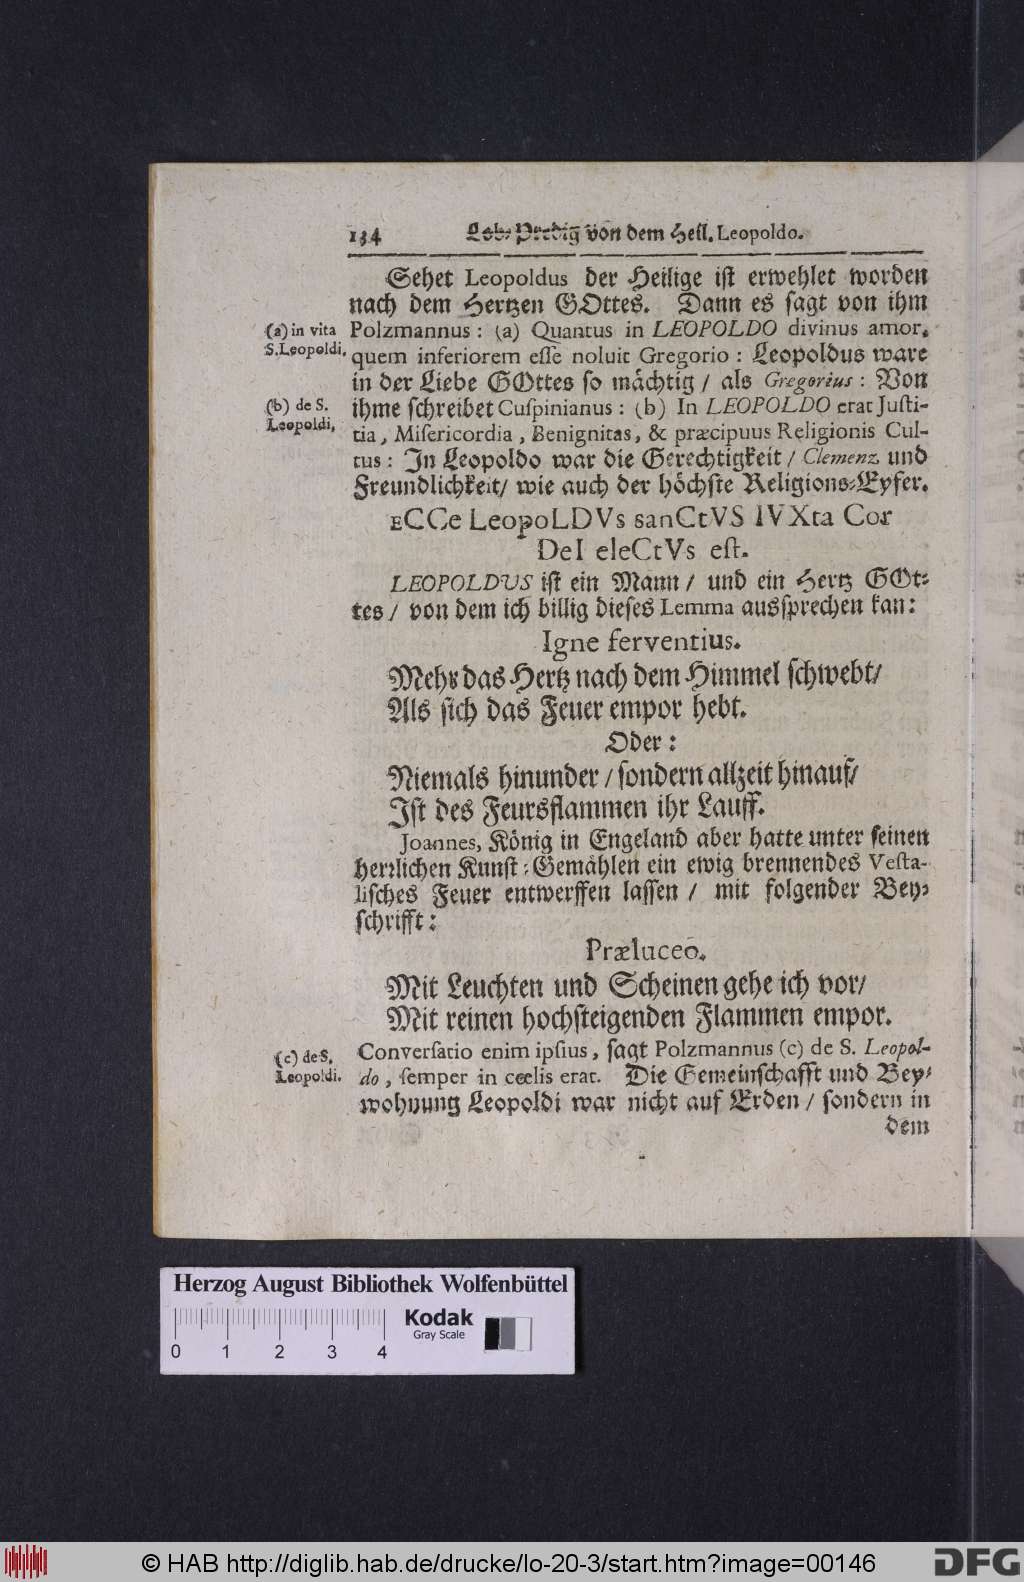 134 Lob-Predig von dem Heil. Leopoldo.
Sehet Leopoldus der Heilige ist erwehlet worden
nach dem Hertzen GOttes. Dann es sagt von ihm
(a) in vita
S. Leopoldi.
Polzmannus: (a) Quantus in LEOPOLDO divinus amor,
quem inferiorem esse noluit Gregorio: Leopoldus ware
in der Liebe GOttes so mächtig / als Gregorius: Von
(b) de S.
Leopoldi,
ihme schreibet Cuspinianus: (b) In LEOPOLDO erat Justi-
tia, Misericordia, Benignitas, & præcipuus Religionis Cul-
tus: In Leopoldo war die Gerechtigkeit / Clemenz und
Freundlichkeit/ wie auch der höchste Religions-Eyfer.
ECCe LeopoLDVs sanCtVS IVXta Cor
DeI eleCtVs est.
LEOPOLDUS ist ein Mann / und ein Hertz GOt-
tes / von dem ich billig dieses Lemma aussprechen kan:
Igne ferventius.
Mehr das Hertz nach dem Himmel schwebt/
Als sich das Feuer empor hebt.
Oder:
Niemals hinunder / sondern allzeit hinauf/
Ist des Feursflammen ihr Lauff.
Joannes, König in Engeland aber hatte unter seinen
herrlichen Kunst-Gemählen ein ewig brennendes Vesta-
lisches Feuer entwerffen lassen / mit folgender Bey-
schrifft:
Præluceo.
Mit Leuchten und Scheinen gehe ich vor/
Mit reinen hochsteigenden Flammen empor.
(c) de S.
Leopoldi.
Conversatio enim ipsius, sagt Polzmannus (c) de S. Leopol-
do, semper in cœlis erat. Die Gemeinschafft und Bey-
wohnung Leopoldi war nicht auf Erden / sondern in
dem
Herzog August Bibliothek Wolfenbüttel
Kodak
Gray Scale
0 1 2 3 4
© HAB http://diglib.hab.de/drucke/lo-20-3/start.htm?image=00146
DFG